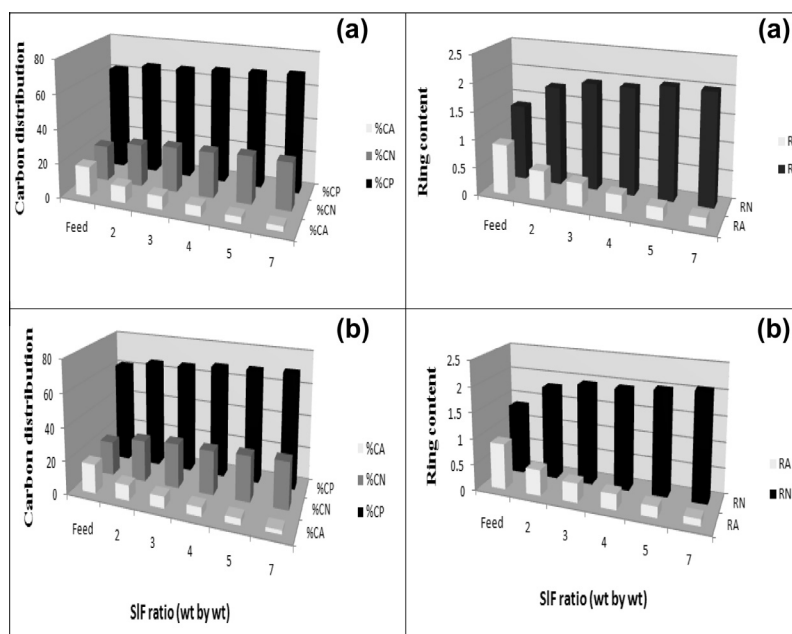 (a)
Carbon distribution
80
60
40
20
0
Feed
2
3
4
5
7
%CP
%CN
%CA
%CA
%CN
%CP
(a)
Ring content
2.5
2
1.5
1
0.5
0
Feed
2
3
4
5
7
RN
RA
R
R
(b)
Carbon distribution
80
60
40
20
0
Feed
2
3
4
5
7
%CP
%CN
%CA
%CA
%CN
%CP
SlF ratio (wt by wt)
(b)
Ring content
2.5
2
1.5
1
0.5
0
Feed
2
3
4
5
7
RN
RA
RA
RN
SlF ratio (wt by wt)